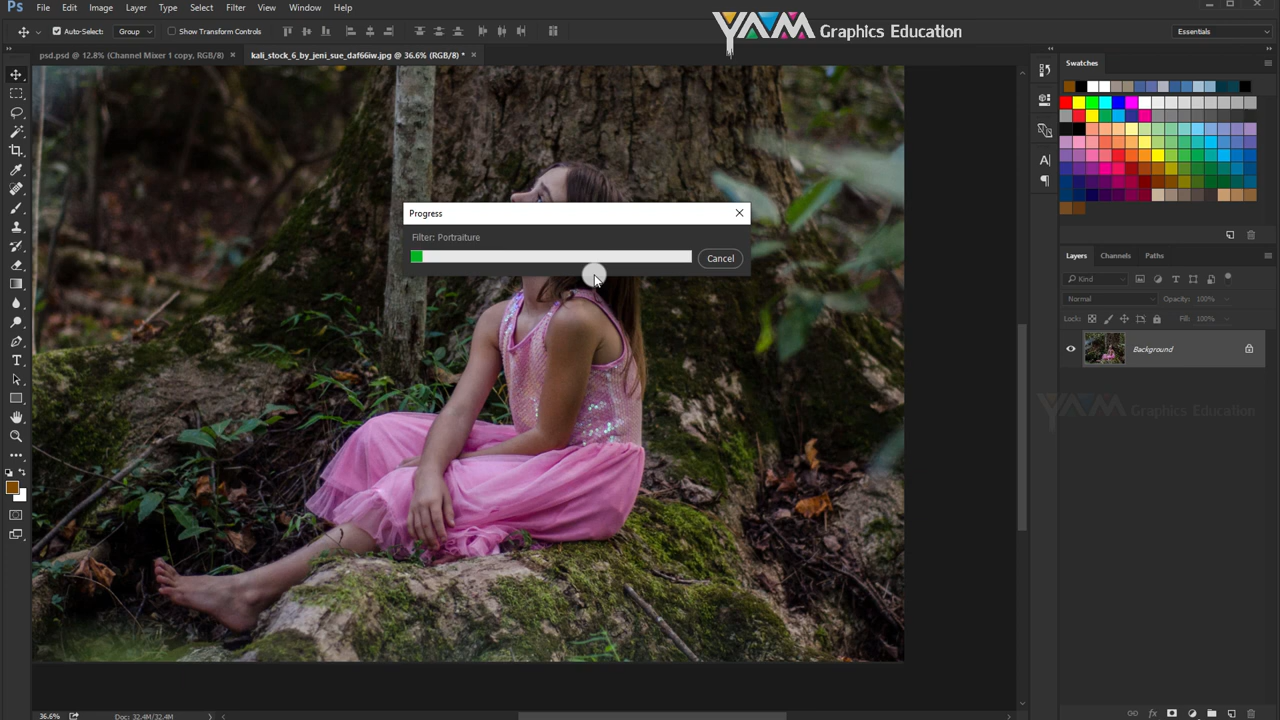 Ps File Edit Image Layer Type Select Filter 3D View Window Help
Auto-Select: Group Show Transform Controls
YAM Graphics Education
Essentials
psd.psd @ 12.8% (Channel Mixer 1 copy, RGB/8) × kali_stock_6_by_jeni_sue_daf66iw.jpg @ 36.6% (RGB/8) * ×
Swatches
Progress
Filter: Portraiture
Cancel
Layers Channels Paths
Kind
Normal Opacity: 100%
Lock: Fill: 100%
Background
YAM Graphics Education
36.6% Doc: 32.4M/32.4M